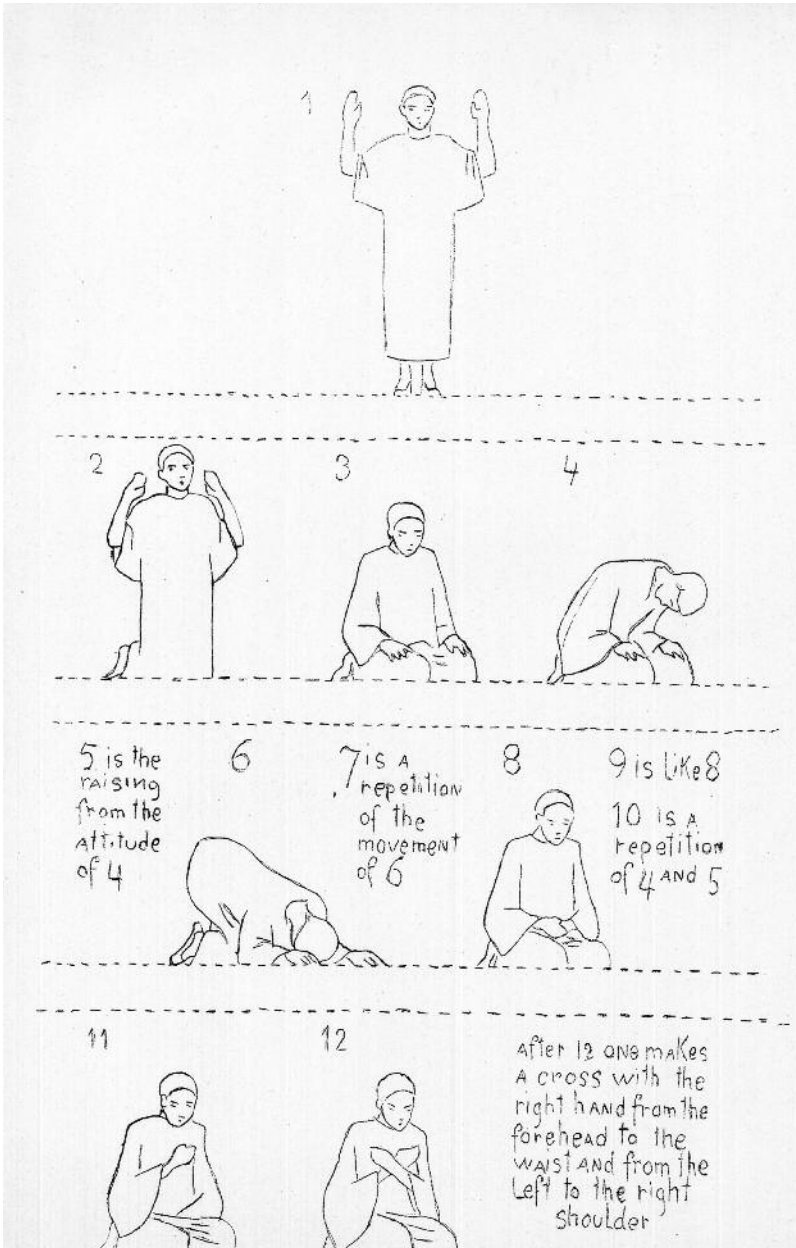 1
2
3
4
5 is the
raising
from the
attitude
of 4
6
7 is a
repetition
of the
movement
of 6
8
9 is like 8
10 is a
repetition
of 4 and 5
11
12
After 12 one makes
a cross with the
right hand from the
forehead to the
waist and from the
left to the right
shoulder